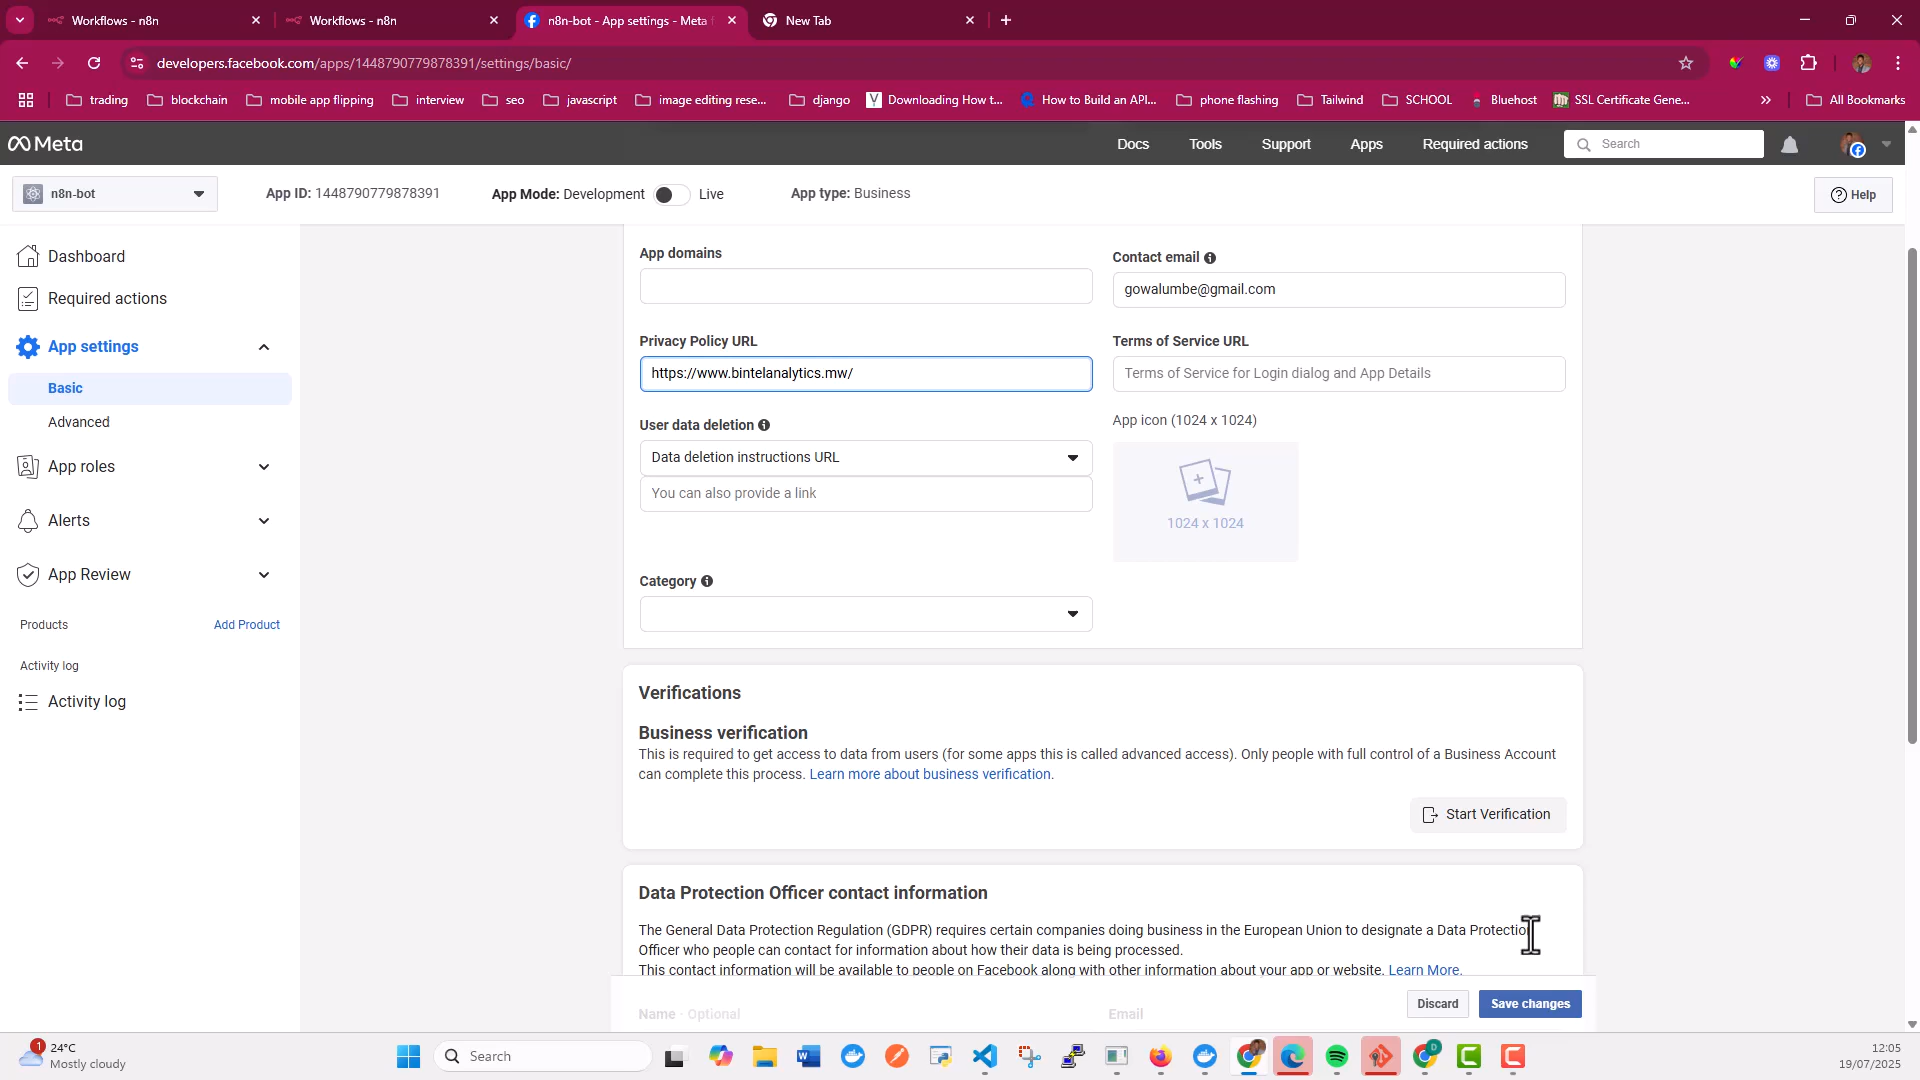 Workflows - n8n
Workflows - n8n
n8n-bot - App settings - Meta
New Tab
developers.facebook.com/apps/1448790779878391/settings/basic/
trading
blockchain
mobile app flipping
interview
seo
javascript
image editing rese...
django
Downloading How t...
How to Build an API...
phone flashing
Tailwind
SCHOOL
Bluehost
SSL Certificate Gene...
All Bookmarks
Meta
Docs
Tools
Support
Apps
Required actions
Search
n8n-bot
App ID: 1448790779878391
App Mode: Development
Live
App type: Business
Help
Dashboard
Required actions
App settings
Basic
Advanced
App roles
Alerts
App Review
Products
Add Product
Activity log
Activity log
App domains
Contact email
gowalumbe@gmail.com
Privacy Policy URL
https://www.bintelanalytics.mw/
Terms of Service URL
Terms of Service for Login dialog and App Details
User data deletion
Data deletion instructions URL
You can also provide a link
App icon (1024 x 1024)
1024 x 1024
Category
Verifications
Business verification
This is required to get access to data from users (for some apps this is called advanced access). Only people with full control of a Business Account
can complete this process. Learn more about business verification.
Start Verification
Data Protection Officer contact information
The General Data Protection Regulation (GDPR) requires certain companies doing business in the European Union to designate a Data Protection
Officer who people can contact for information about how their data is being processed.
This contact information will be available to people on Facebook along with other information about your app or website. Learn More.
Name · Optional
Email
Discard
Save changes
1
24°C
Mostly cloudy
Search
D
12:05
19/07/2025